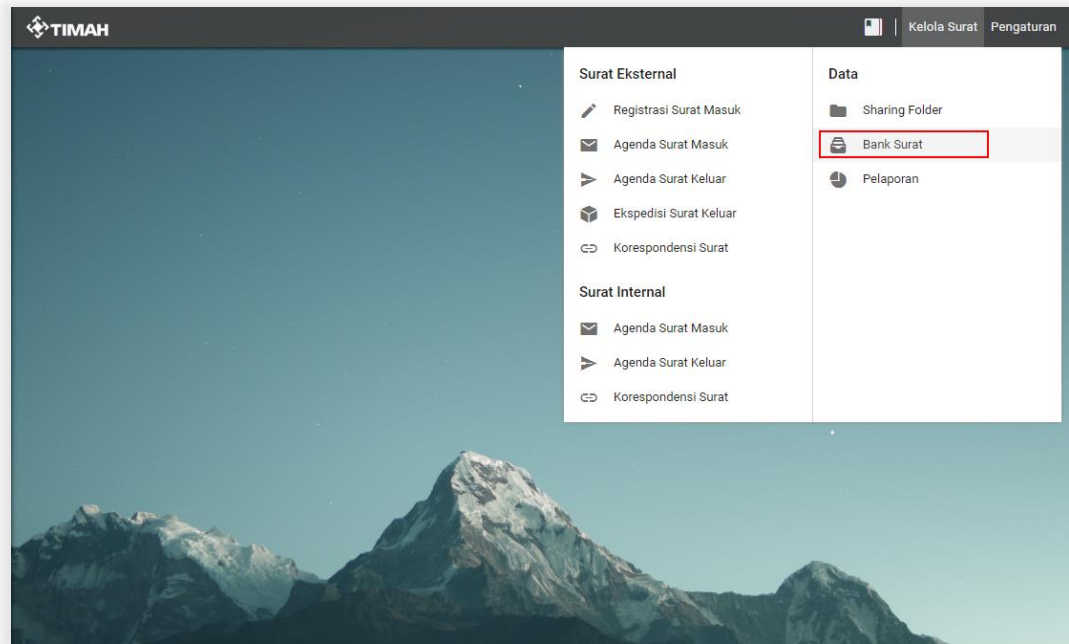 TIMAH
Kelola Surat
Pengaturan
Surat Eksternal
Registrasi Surat Masuk
Agenda Surat Masuk
Agenda Surat Keluar
Ekspedisi Surat Keluar
Korespondensi Surat
Surat Internal
Agenda Surat Masuk
Agenda Surat Keluar
Korespondensi Surat
Data
Sharing Folder
Bank Surat
Pelaporan